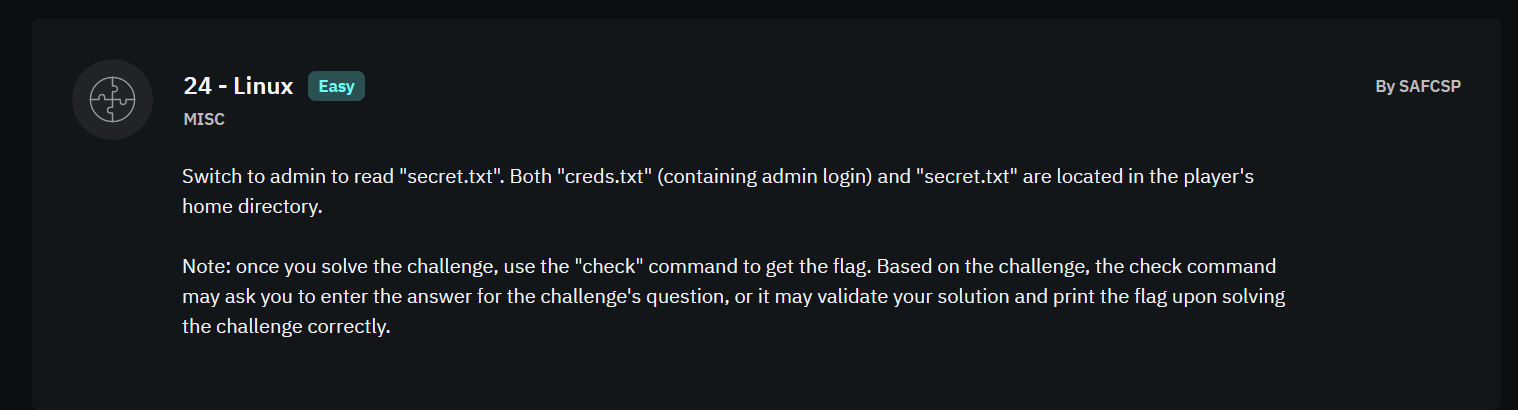 24 - Linux Easy
By SAFCSP
MISC
Switch to admin to read "secret.txt". Both "creds.txt" (containing admin login) and "secret.txt" are located in the player's
home directory.
Note: once you solve the challenge, use the "check" command to get the flag. Based on the challenge, the check command
may ask you to enter the answer for the challenge's question, or it may validate your solution and print the flag upon solving
the challenge correctly.